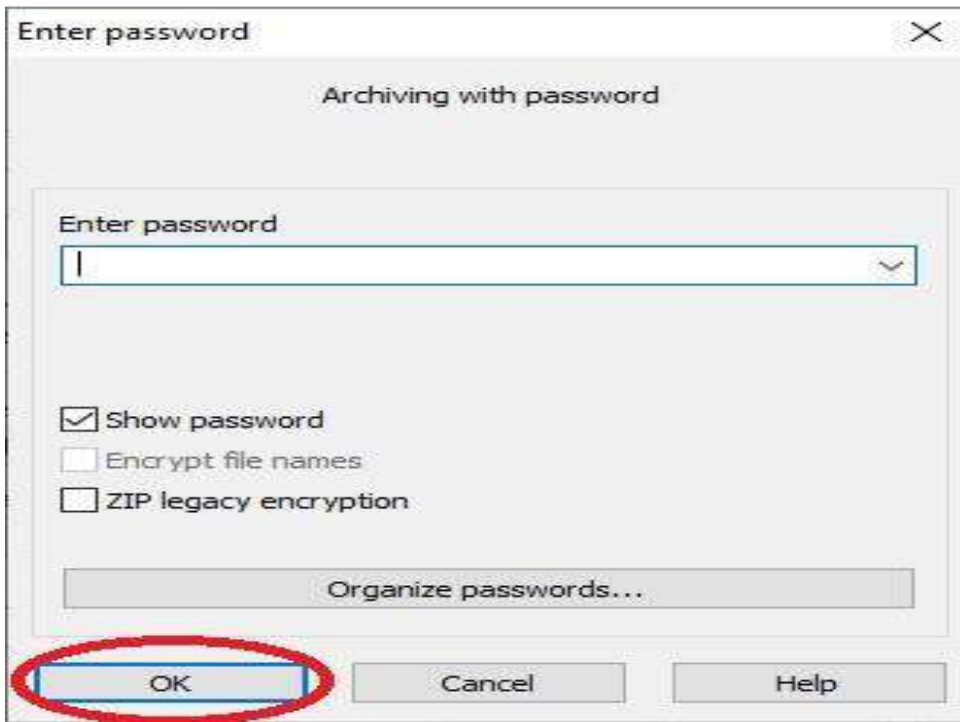 Enter password
Archiving with password
Enter password
Show password
Encrypt file names
ZIP legacy encryption
Organize passwords...
OK Cancel Help